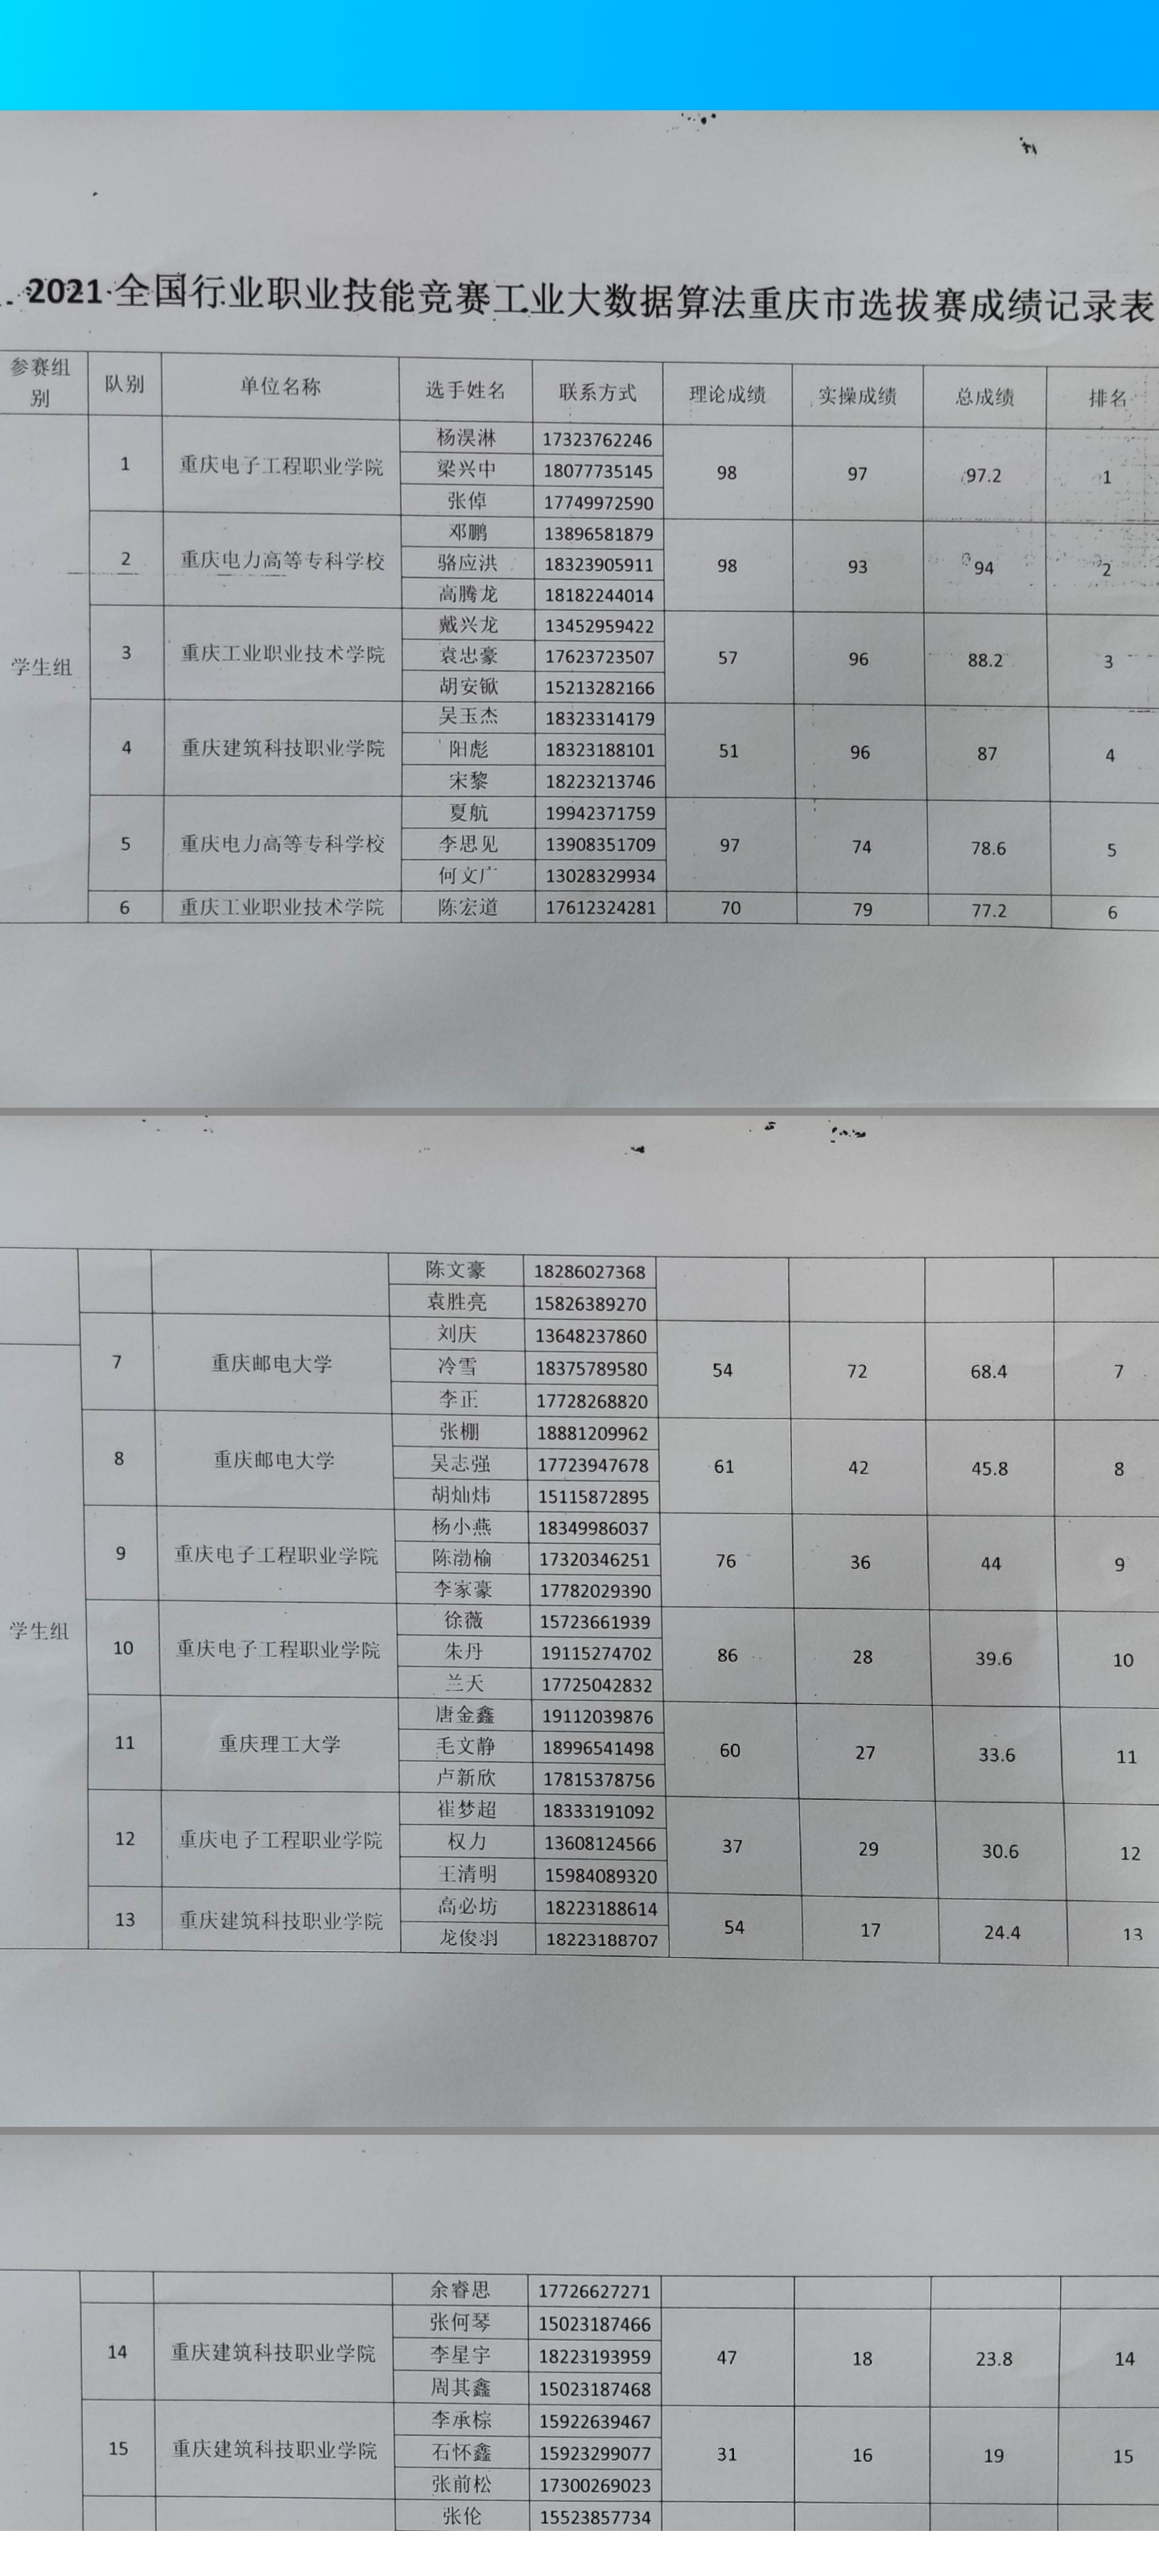 2021 全国行业职业技能竞赛工业大数据算法重庆市选拔赛成绩记录表
参赛组别 队别 单位名称 选手姓名 联系方式 理论成绩 实操成绩 总成绩 排名
学生组
1 重庆电子工程职业学院 98 97 97.2 1
杨淏淋 17323762246
梁兴中 18077735145
张倬 17749972590
2 重庆电力高等专科学校 98 93 94 2
邓鹏 13896581879
骆应洪 18323905911
高腾龙 18182244014
3 重庆工业职业技术学院 57 96 88.2 3
戴兴龙 13452959422
袁忠豪 17623723507
胡安锨 15213282166
4 重庆建筑科技职业学院 51 96 87 4
吴玉杰 18323314179
阳彪 18323188101
宋黎 18223213746
5 重庆电力高等专科学校 97 74 78.6 5
夏航 19942371759
李思见 13908351709
何文广 13028329934
6 重庆工业职业技术学院 陈宏道 17612324281 70 79 77.2 6
陈文豪 18286027368
袁胜亮 15826389270
学生组
7 重庆邮电大学 54 72 68.4 7
刘庆 13648237860
冷雪 18375789580
李正 17728268820
8 重庆邮电大学 61 42 45.8 8
张棚 18881209962
吴志强 17723947678
胡灿炜 15115872895
9 重庆电子工程职业学院 76 36 44 9
杨小燕 18349986037
陈渤榆 17320346251
李家豪 17782029390
10 重庆电子工程职业学院 86 28 39.6 10
徐薇 15723661939
朱丹 19115274702
兰天 17725042832
11 重庆理工大学 60 27 33.6 11
唐金鑫 19112039876
毛文静 18996541498
卢新欣 17815378756
12 重庆电子工程职业学院 37 29 30.6 12
崔梦超 18333191092
权力 13608124566
王清明 15984089320
13 重庆建筑科技职业学院 54 17 24.4 13
高必坊 18223188614
龙俊羽 18223188707
余睿思 17726627271
14 重庆建筑科技职业学院 47 18 23.8 14
张何琴 15023187466
李星宇 18223193959
周其鑫 15023187468
15 重庆建筑科技职业学院 31 16 19 15
李承棕 15922639467
石怀鑫 15923299077
张前松 17300269023
张伦 15523857734